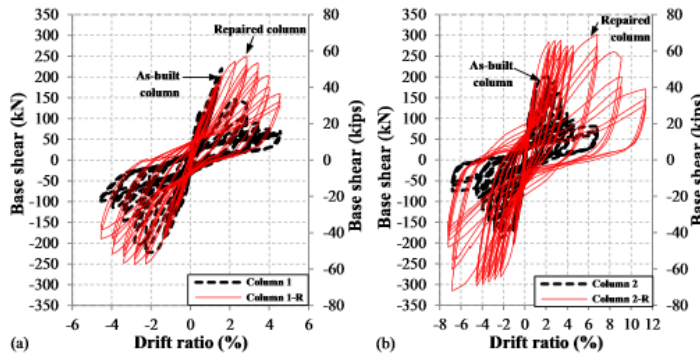 Repaired column
As-built
column
Base shear (kN)
350
300
250
200
150
100
50
0
-50
-100
-150
-200
-250
-300
-350
80
60
40
20
0
-20
-40
-60
-80
Base shear (kips)
Column 1
Column 1-R
-6 -4 -2 0 2 4 6
(a) Drift ratio (%)
Repaired
column
As-built
column
Base shear (kN)
350
300
250
200
150
100
50
0
-50
-100
-150
-200
-250
-300
-350
80
60
40
20
0
-20
-40
-60
-80
Base shear (kips)
Column 2
Column 2-R
-8 -6 -4 -2 0 2 4 6 8 10 12
(b) Drift ratio (%)